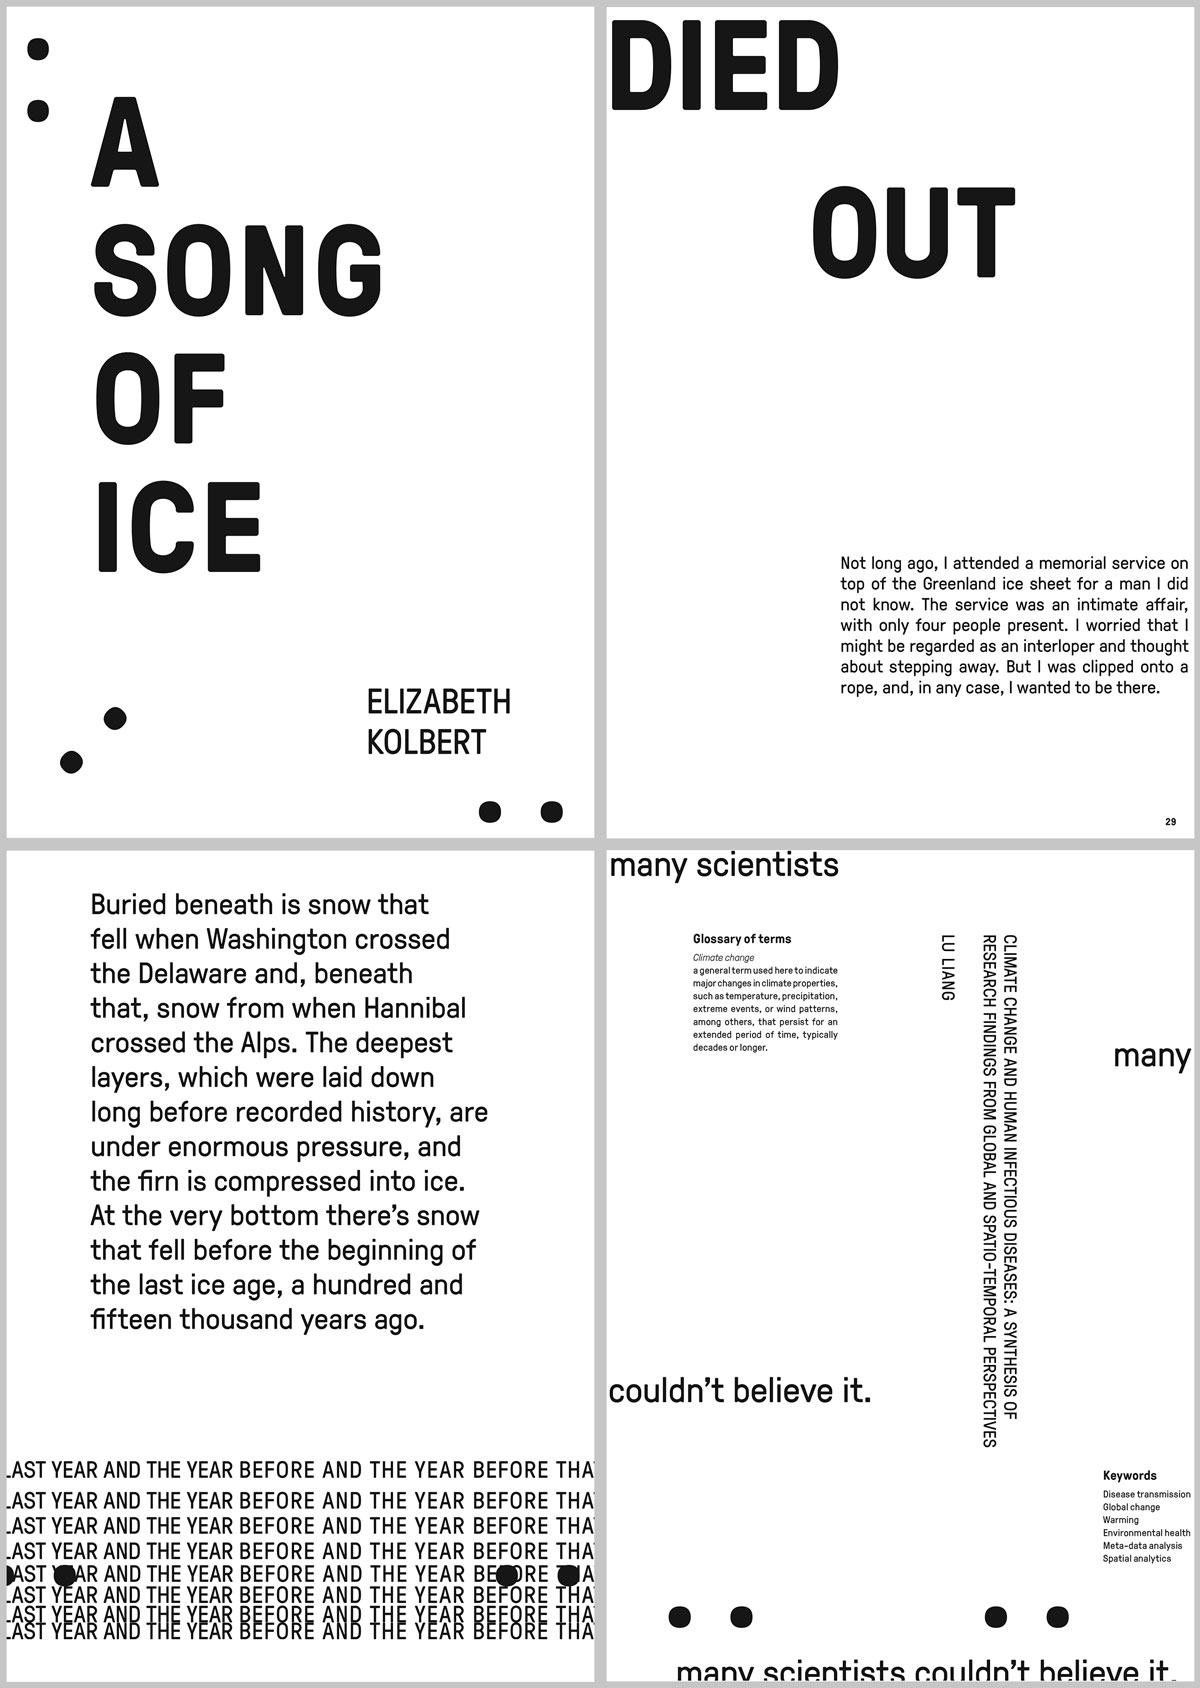 A
SONG
OF
ICE
ELIZABETH
KOLBERT
DIED
OUT
Not long ago, I attended a memorial service on
top of the Greenland ice sheet for a man I did
not know. The service was an intimate affair,
with only four people present. I worried that I
might be regarded as an interloper and thought
about stepping away. But I was clipped onto a
rope, and, in any case, I wanted to be there.
29
Buried beneath is snow that
fell when Washington crossed
the Delaware and, beneath
that, snow from when Hannibal
crossed the Alps. The deepest
layers, which were laid down
long before recorded history, are
under enormous pressure, and
the firn is compressed into ice.
At the very bottom there’s snow
that fell before the beginning of
the last ice age, a hundred and
fifteen thousand years ago.
LAST YEAR AND THE YEAR BEFORE AND THE YEAR BEFORE THA
LAST YEAR AND THE YEAR BEFORE AND THE YEAR BEFORE THA
LAST YEAR AND THE YEAR BEFORE AND THE YEAR BEFORE THA
LAST YEAR AND THE YEAR BEFORE AND THE YEAR BEFORE THA
LAST YEAR AND THE YEAR BEFORE AND THE YEAR BEFORE THA
LAST YEAR AND THE YEAR BEFORE AND THE YEAR BEFORE THA
LAST YEAR AND THE YEAR BEFORE AND THE YEAR BEFORE THA
LAST YEAR AND THE YEAR BEFORE AND THE YEAR BEFORE THA
many scientists
Glossary of terms
Climate change
a general term used here to indicate
major changes in climate properties,
such as temperature, precipitation,
extreme events, or wind patterns,
among others, that persist for an
extended period of time, typically
decades or longer.
CLIMATE CHANGE AND HUMAN INFECTIOUS DISEASES: A SYNTHESIS OF
RESEARCH FINDINGS FROM GLOBAL AND SPATIO-TEMPORAL PERSPECTIVES
LU LIANG
many
couldn’t believe it.
Keywords
Disease transmission
Global change
Warming
Environmental health
Meta-data analysis
Spatial analytics
many scientists couldn’t believe it.